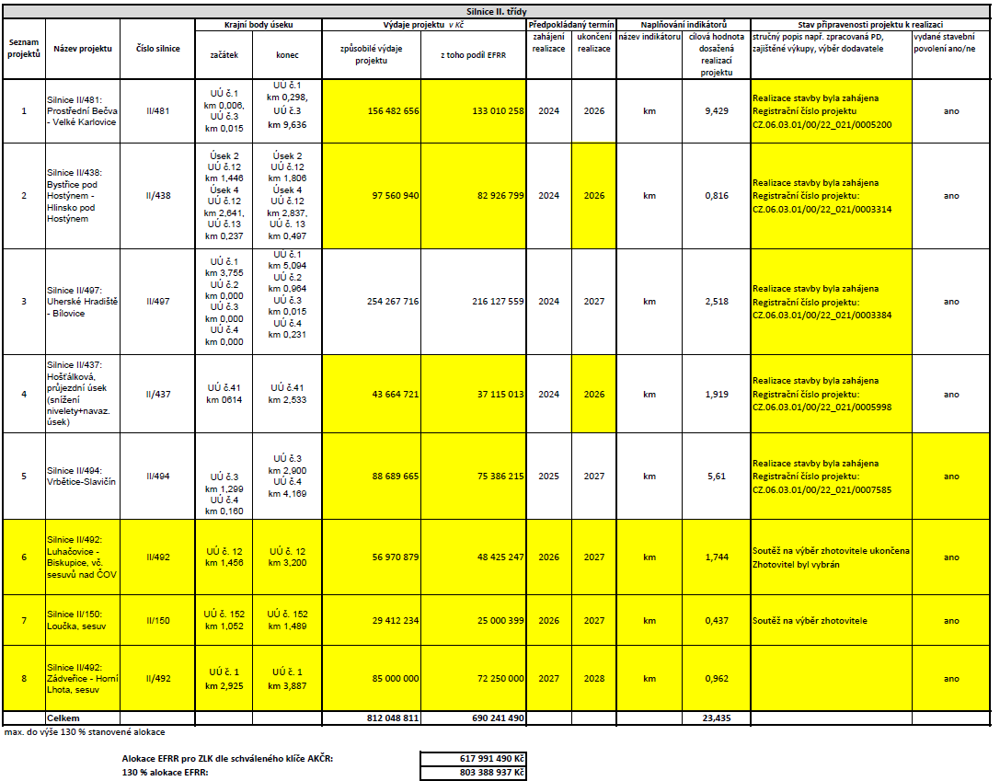 Silnice II. třídy
Seznam projektů | Název projektu | Číslo silnice | Krajní body úseku | Výdaje projektu v Kč | Předpokládaný termín | Naplňování indikátorů | Stav připravenosti projektu k realizaci
začátek | konec | způsobilé výdaje projektu | z toho podíl EFRR | zahájení realizace | ukončení realizace | název indikátoru | cílová hodnota dosažená realizací projektu | stručný popis např. zpracovaná PD, zajištěné výkupy, výběr dodavatele | vydané stavební povolení ano/ne
1 | Silnice II/481: Prostřední Bečva - Velké Karlovice | II/481 | UÚ č.1 km 0,006, UÚ č.3 km 0,015 | UÚ č.1 km 0,298, UÚ č.3 km 9,636 | 156 482 656 | 133 010 258 | 2024 | 2026 | km | 9,429 | Realizace stavby byla zahájena Registrační číslo projektu CZ.06.03.01/00/22_021/0005200 | ano
2 | Silnice II/438: Bystřice pod Hostýnem - Hlinsko pod Hostýnem | II/438 | Úsek 2 UÚ č.12 km 1,446 Úsek 4 UÚ č.12 km 2,641, UÚ č.13 km 0,237 | Úsek 2 UÚ č.12 km 1,806 Úsek 4 UÚ č.12 km 2,837, UÚ č. 13 km 0,497 | 97 560 940 | 82 926 799 | 2024 | 2026 | km | 0,816 | Realizace stavby byla zahájena Registrační číslo projektu: CZ.06.03.01/00/22_021/0003314 | ano
3 | Silnice II/497: Uherské Hradiště - Bílovice | II/497 | UÚ č.1 km 3,755 UÚ č.2 km 0,000 UÚ č.3 km 0,000 UÚ č.4 km 0,000 | UÚ č.1 km 5,094 UÚ č.2 km 0,964 UÚ č.3 km 0,015 UÚ č.4 km 0,231 | 254 267 716 | 216 127 559 | 2024 | 2027 | km | 2,518 | Realizace stavby byla zahájena Registrační číslo projektu: CZ.06.03.01/00/22_021/0003384 | ano
4 | Silnice II/437: Hošťálková, průjezdní úsek (snížení nivelety+navaz. úsek) | II/437 | UÚ č.41 km 0614 | UÚ č.41 km 2,533 | 43 664 721 | 37 115 013 | 2024 | 2026 | km | 1,919 | Realizace stavby byla zahájena Registrační číslo projektu: CZ.06.03.01/00/22_021/0005998 | ano
5 | Silnice II/494: Vrbětice-Slavičín | II/494 | UÚ č.3 km 1,299 UÚ č.4 km 0,160 | UÚ č.3 km 2,900 UÚ č.4 km 4,169 | 88 689 665 | 75 386 215 | 2025 | 2027 | km | 5,61 | Realizace stavby byla zahájena Registrační číslo projektu: CZ.06.03.01/00/22_021/0007585 | ano
6 | Silnice II/492: Luhačovice - Biskupice, vč. sesuvů nad ČOV | II/492 | UÚ č. 12 km 1,456 | UÚ č. 12 km 3,200 | 56 970 879 | 48 425 247 | 2026 | 2027 | km | 1,744 | Soutěž na výběr zhotovitele ukončena Zhotovitel byl vybrán | ano
7 | Silnice II/150: Loučka, sesuv | II/150 | UÚ č. 152 km 1,052 | UÚ č. 152 km 1,489 | 29 412 234 | 25 000 399 | 2026 | 2027 | km | 0,437 | Soutěž na výběr zhotovitele | ano
8 | Silnice II/492: Zádveřice - Horní Lhota, sesuv | II/492 | UÚ č. 1 km 2,925 | UÚ č. 1 km 3,887 | 85 000 000 | 72 250 000 | 2027 | 2028 | km | 0,962 | ano
Celkem | 812 048 811 | 690 241 490 | 23,435
max. do výše 130 % stanovené alokace
Alokace EFRR pro ZLK dle schváleného klíče AKČR: 617 991 490 Kč
130 % alokace EFRR: 803 388 937 Kč